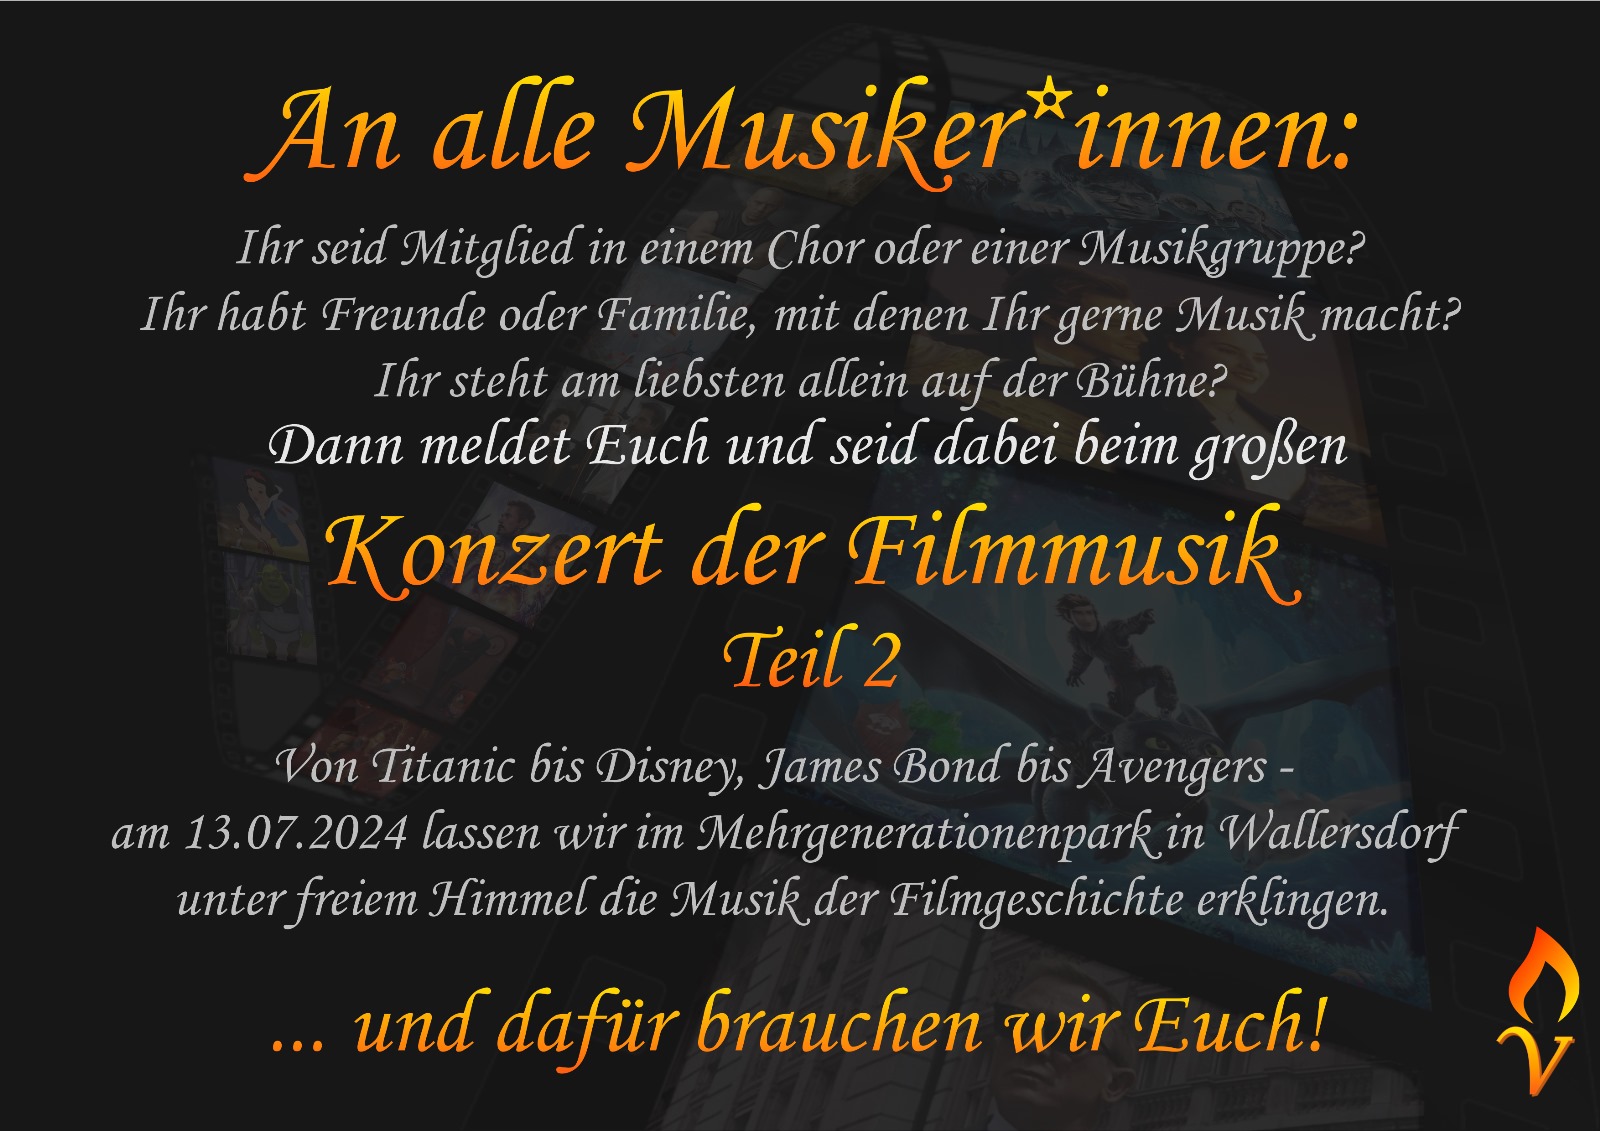 An alle Musiker*innen:
Ihr seid Mitglied in einem Chor oder einer Musikgruppe?
Ihr habt Freunde oder Familie, mit denen Ihr gerne Musik macht?
Ihr steht am liebsten allein auf der Bühne?
Dann meldet Euch und seid dabei beim großen
Konzert der Filmmusik
Teil 2
Von Titanic bis Disney, James Bond bis Avengers -
am 13.07.2024 lassen wir im Mehrgenerationenpark in Wallersdorf
unter freiem Himmel die Musik der Filmgeschichte erklingen.
... und dafür brauchen wir Euch!
V